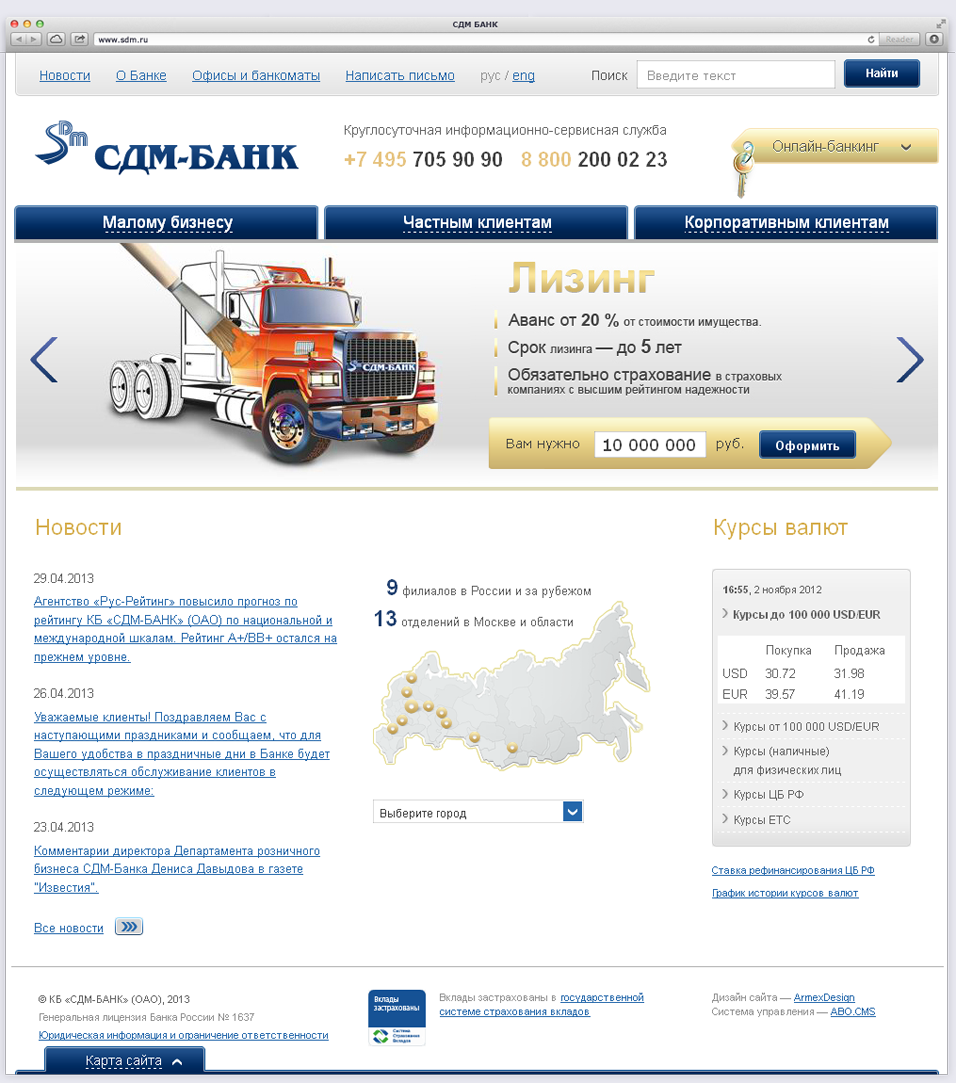 СДМ БАНК
www.sdm.ru
Reader
Новости О Банке Офисы и банкоматы Написать письмо рус / eng Поиск Введите текст Найти
SDm СДМ-БАНК
Круглосуточная информационно-сервисная служба
+7 495 705 90 90 8 800 200 02 23
Онлайн-банкинг
Малому бизнесу Частным клиентам Корпоративным клиентам
Лизинг
Аванс от 20 % от стоимости имущества.
Срок лизинга — до 5 лет
Обязательно страхование в страховых
компаниях с высшим рейтингом надежности
СДМ-БАНК
Вам нужно 10 000 000 руб. Оформить
Новости
29.04.2013
Агентство «Рус-Рейтинг» повысило прогноз по
рейтингу КБ «СДМ-БАНК» (ОАО) по национальной и
международной шкалам. Рейтинг А+/ВВ+ остался на
прежнем уровне.
26.04.2013
Уважаемые клиенты! Поздравляем Вас с
наступающими праздниками и сообщаем, что для
Вашего удобства в праздничные дни в Банке будет
осуществляться обслуживание клиентов в
следующем режиме:
23.04.2013
Комментарии директора Департамента розничного
бизнеса СДМ-Банка Дениса Давыдова в газете
"Известия".
Все новости
9 филиалов в России и за рубежом
13 отделений в Москве и области
Выберите город
Курсы валют
16:55, 2 ноября 2012
Курсы до 100 000 USD/EUR
Покупка Продажа
USD 30.72 31.98
EUR 39.57 41.19
Курсы от 100 000 USD/EUR
Курсы (наличные)
для физических лиц
Курсы ЦБ РФ
Курсы ЕТС
Ставка рефинансирования ЦБ РФ
График истории курсов валют
© КБ «СДМ-БАНК» (ОАО), 2013
Генеральная лицензия Банка России № 1637
Юридическая информация и ограничение ответственности
Вклады
застрахованы
Система
Страхования
Вкладов
Вклады застрахованы в государственной
системе страхования вкладов
Дизайн сайта — ArmexDesign
Система управления — ABO.CMS
Карта сайта